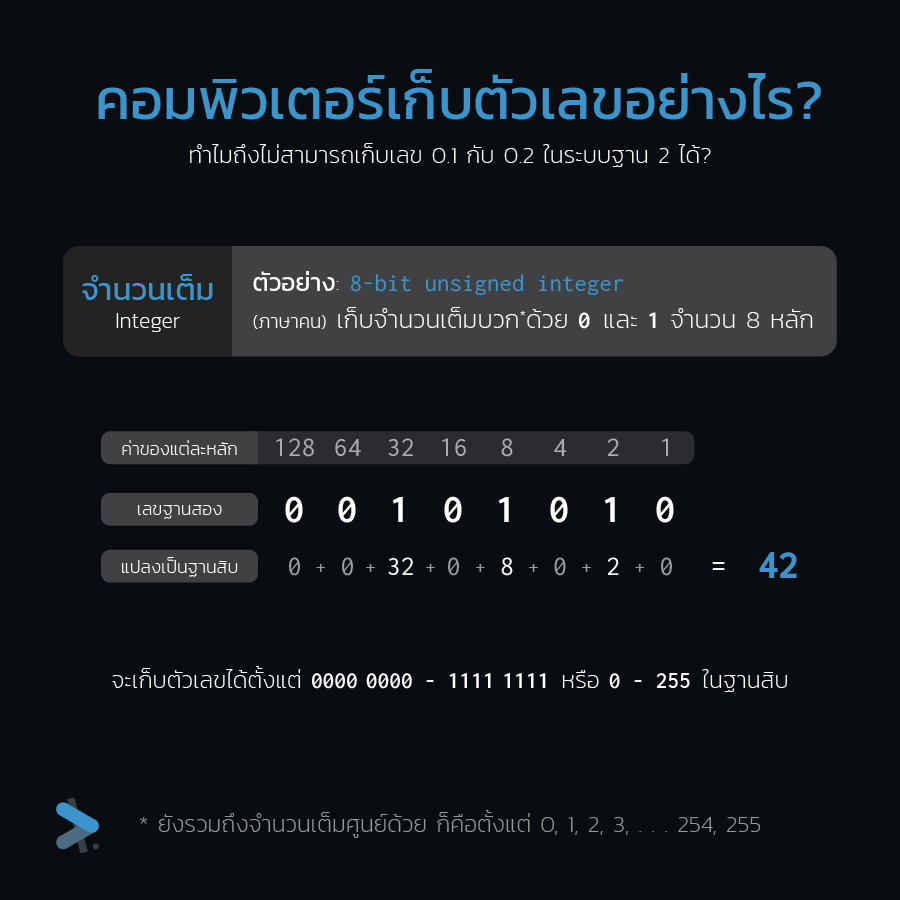 คอมพิวเตอร์เก็บตัวเลขอย่างไร?
ทำไมถึงไม่สามารถเก็บเลข 0.1 กับ 0.2 ในระบบฐาน 2 ได้?
จำนวนเต็ม
Integer
ตัวอย่าง: 8-bit unsigned integer
(ภาษาคน) เก็บจำนวนเต็มบวก*ด้วย 0 และ 1 จำนวน 8 หลัก
ค่าของแต่ละหลัก 128 64 32 16 8 4 2 1
เลขฐานสอง 0 0 1 0 1 0 1 0
แปลงเป็นฐานสิบ 0 + 0 + 32 + 0 + 8 + 0 + 2 + 0 = 42
จะเก็บตัวเลขได้ตั้งแต่ 0000 0000 - 1111 1111 หรือ 0 - 255 ในฐานสิบ
* ยังรวมถึงจำนวนเต็มศูนย์ด้วย ก็คือตั้งแต่ 0, 1, 2, 3, . . . 254, 255